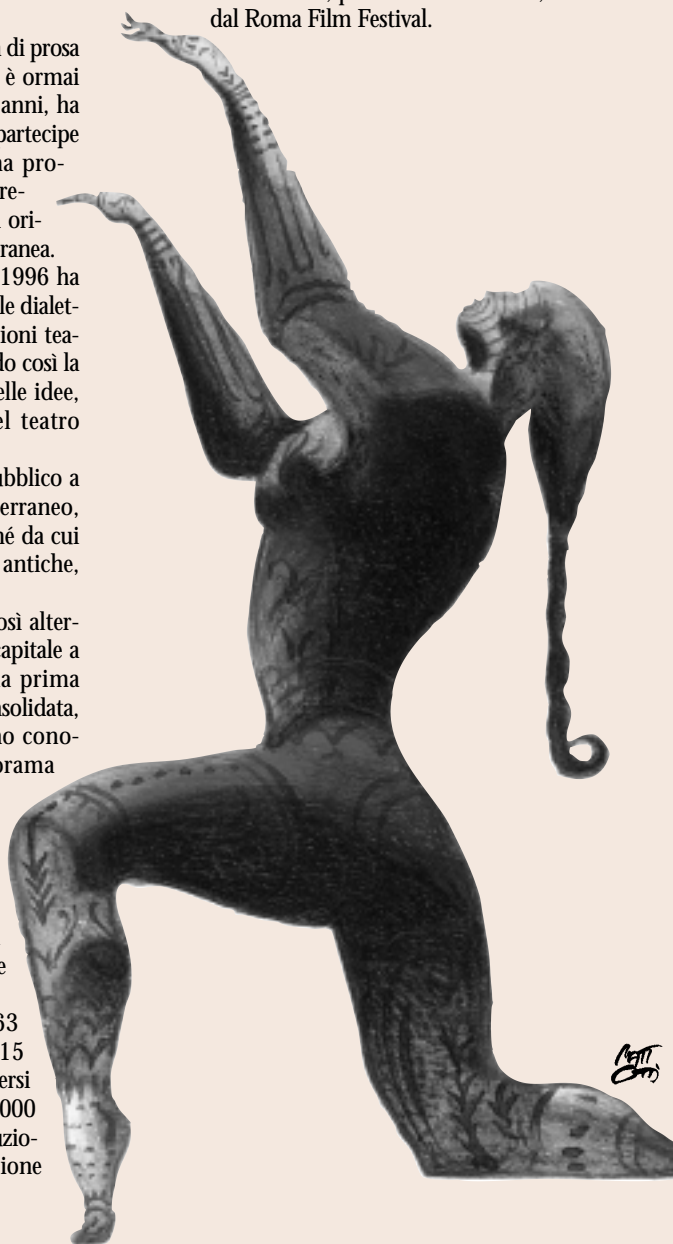 dal Roma Film Festival.
di prosa
è ormai
anni, ha
partecipe
na pro-
re-
ori-
ranea.
1996 ha
le dialet-
ioni tea-
do così la
elle idee,
el teatro
ubblico a
erraneo,
né da cui
antiche,
osì alter-
capitale a
a prima
nsolidata,
no cono-
orama
e
63
15
ersi
000
uzio-
ione